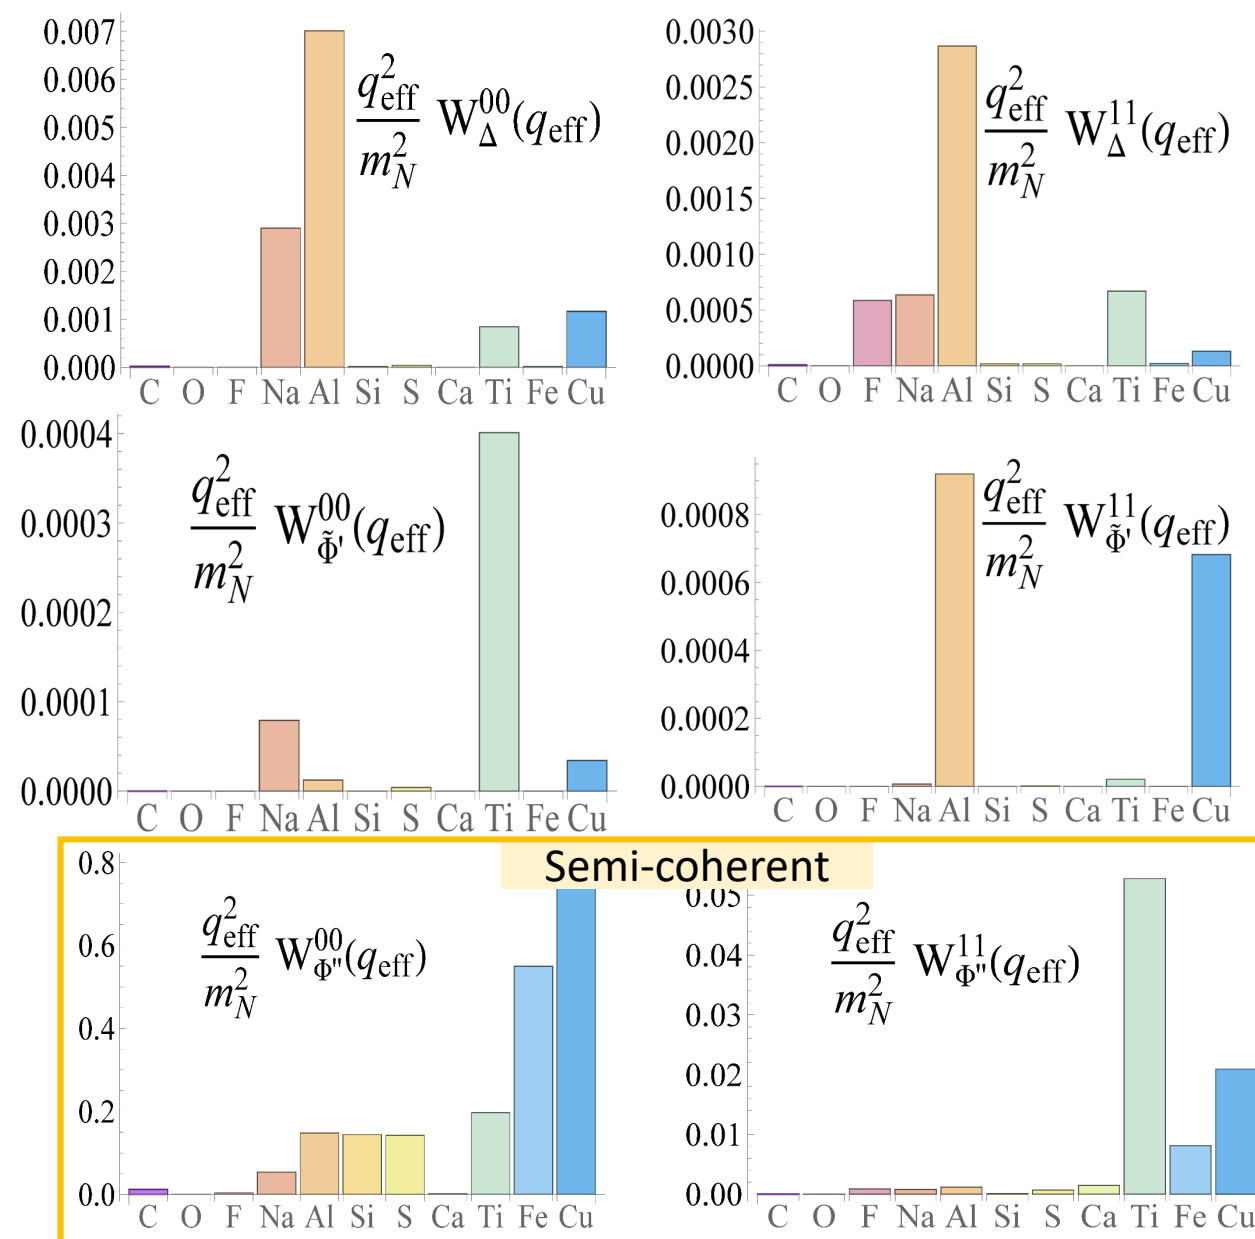 0.007
0.006
0.005
0.004
0.003
0.002
0.001
0.000
q²eff/m²N W⁰⁰Δ(qeff)
C O F Na Al Si S Ca Ti Fe Cu
0.0030
0.0025
0.0020
0.0015
0.0010
0.0005
0.0000
q²eff/m²N W¹¹Δ(qeff)
C O F Na Al Si S Ca Ti Fe Cu
0.0004
0.0003
0.0002
0.0001
0.0000
q²eff/m²N W⁰⁰Φ̃'(qeff)
C O F Na Al Si S Ca Ti Fe Cu
0.0008
0.0006
0.0004
0.0002
0.0000
q²eff/m²N W¹¹Φ̃'(qeff)
C O F Na Al Si S Ca Ti Fe Cu
Semi-coherent
0.8
0.6
0.4
0.2
0.0
q²eff/m²N W⁰⁰Φ"(qeff)
C O F Na Al Si S Ca Ti Fe Cu
0.05
0.04
0.03
0.02
0.01
0.00
q²eff/m²N W¹¹Φ"(qeff)
C O F Na Al Si S Ca Ti Fe Cu